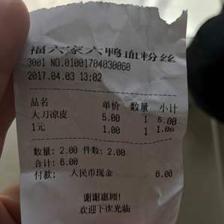 福六家大鸭血粉丝
3001 NO.01001704030060
2017.04.03 13:02
品名 单价 数量 小计
大刀凉皮 5.00 1 5.00
1元 1.00 1 1.00
数量: 2.00 件数: 2.00
合计: 6.00
付款: 人民币现金 6.00
谢谢惠顾!
欢迎下次光临